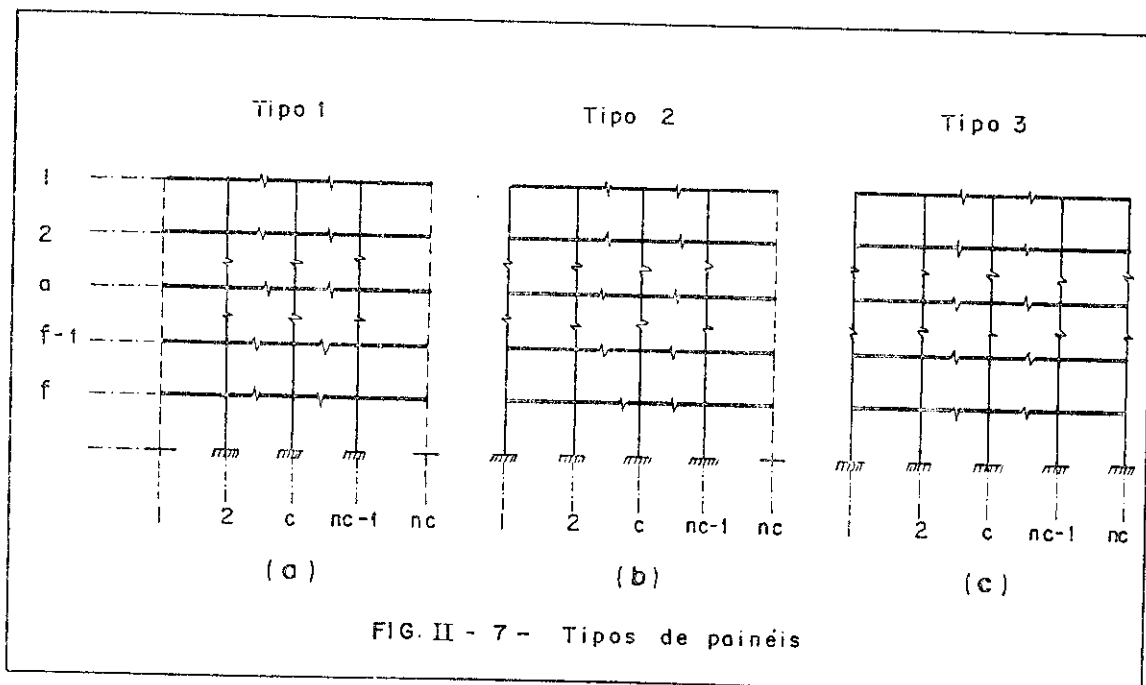 Tipo 1
Tipo 2
Tipo 3
1
2
a
f-1
f
1 2 c nc-1 nc
1 2 c nc-1 nc
1 2 c nc-1 nc
(a)
(b)
(c)
FIG. II - 7 - Tipos de painéis